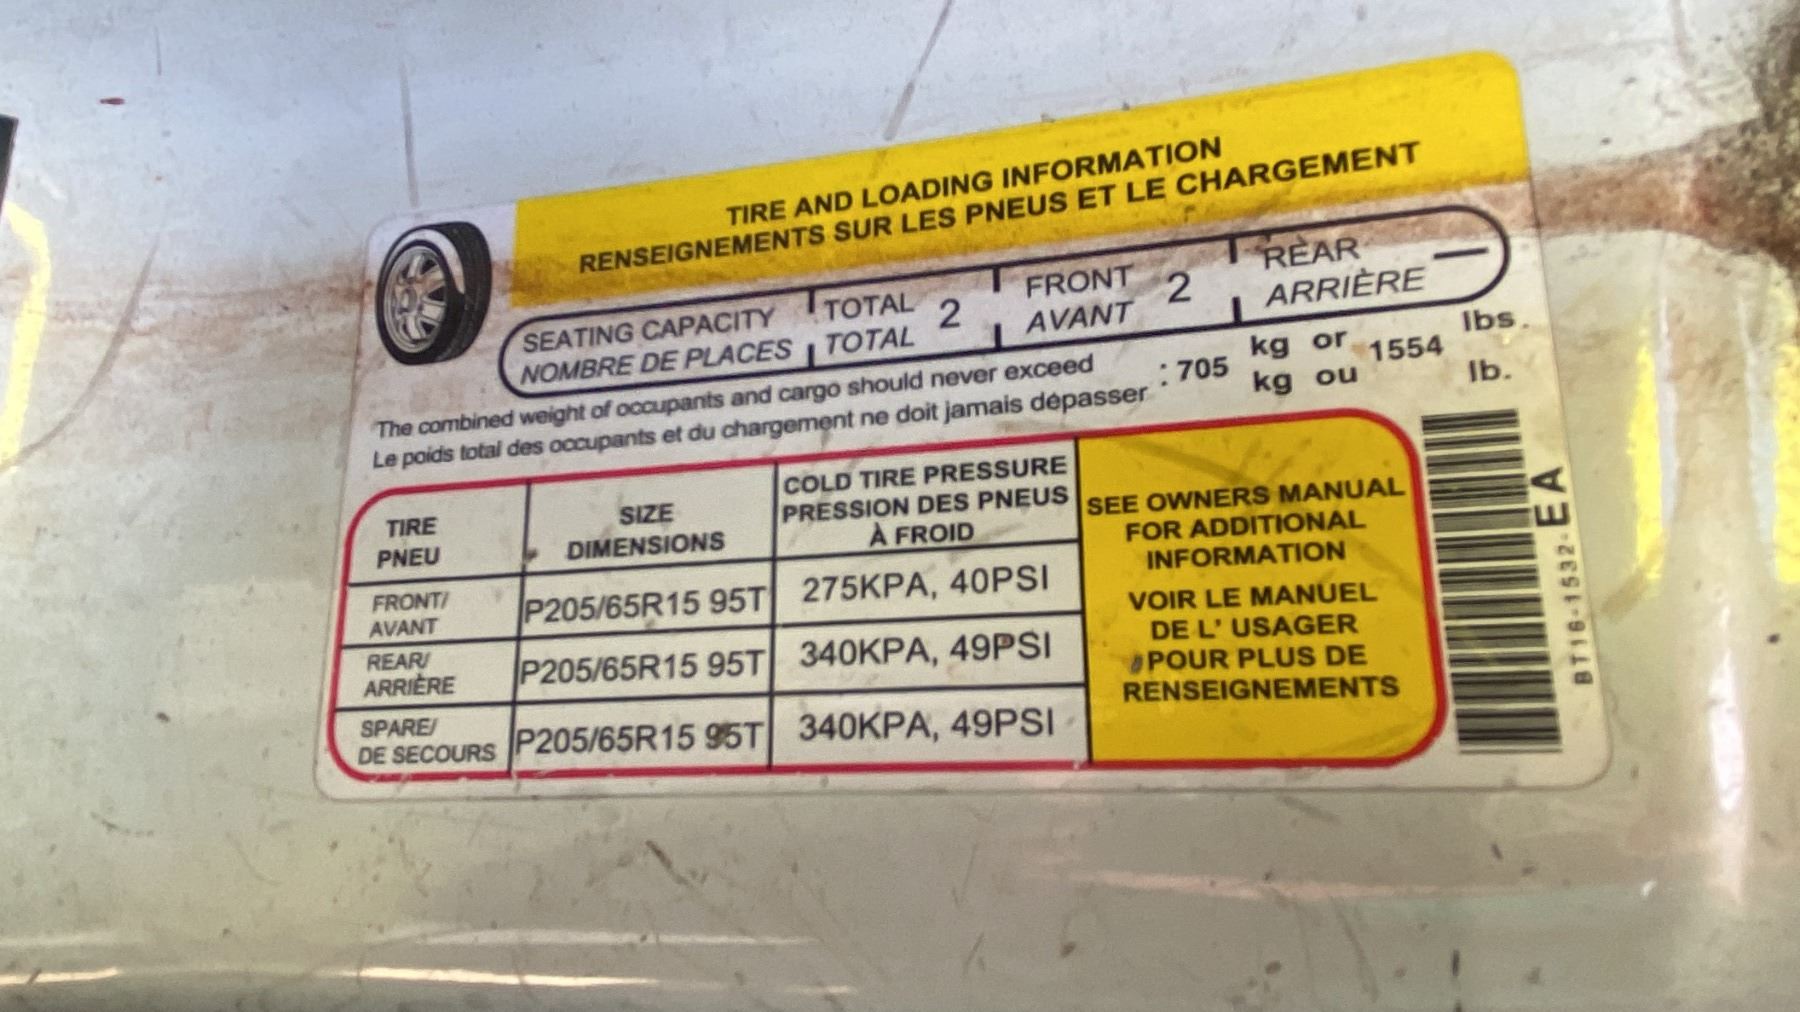 TIRE AND LOADING INFORMATION
RENSEIGNEMENTS SUR LES PNEUS ET LE CHARGEMENT
SEATING CAPACITY TOTAL 2 FRONT 2 REAR —
NOMBRE DE PLACES TOTAL AVANT ARRIÈRE
The combined weight of occupants and cargo should never exceed : 705 kg or 1554 lbs.
Le poids total des occupants et du chargement ne doit jamais dépasser kg ou lb.
TIRE
PNEU
SIZE
DIMENSIONS
COLD TIRE PRESSURE
PRESSION DES PNEUS
À FROID
FRONT/
AVANT
P205/65R15 95T
275KPA, 40PSI
REAR/
ARRIÈRE
P205/65R15 95T
340KPA, 49PSI
SPARE/
DE SECOURS
P205/65R15 95T
340KPA, 49PSI
SEE OWNERS MANUAL
FOR ADDITIONAL
INFORMATION
VOIR LE MANUEL
DE L' USAGER
POUR PLUS DE
RENSEIGNEMENTS
BT16-1532-EA